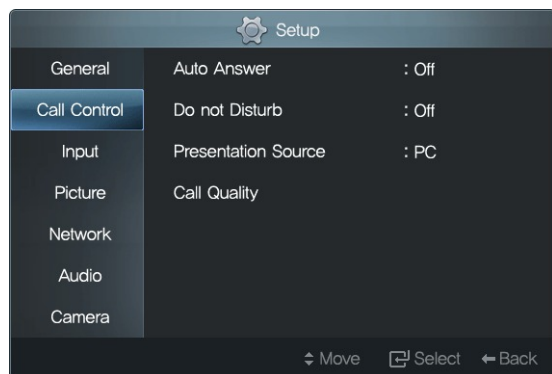 Setup
General
Call Control
Input
Picture
Network
Audio
Camera
Auto Answer : Off
Do not Disturb : Off
Presentation Source : PC
Call Quality
Move Select Back